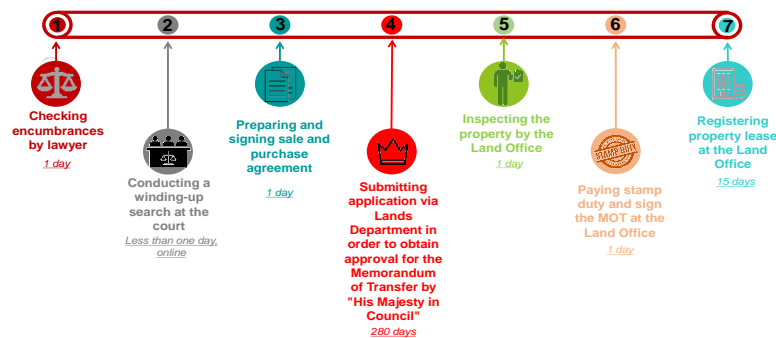 1
2
3
4
5
6
7
Checking
encumbrances
by lawyer
1 day
Conducting a
winding-up
search at the
court
Less than one day,
online
Preparing and
signing sale and
purchase
agreement
1 day
Submitting
application via
Lands
Department in
order to obtain
approval for the
Memorandum
of Transfer by
"His Majesty in
Council"
280 days
Inspecting the
property by the
Land Office
1 day
STAMP DUTY
Paying stamp
duty and sign
the MOT at the
Land Office
1 day
Registering
property lease
at the Land
Office
15 days